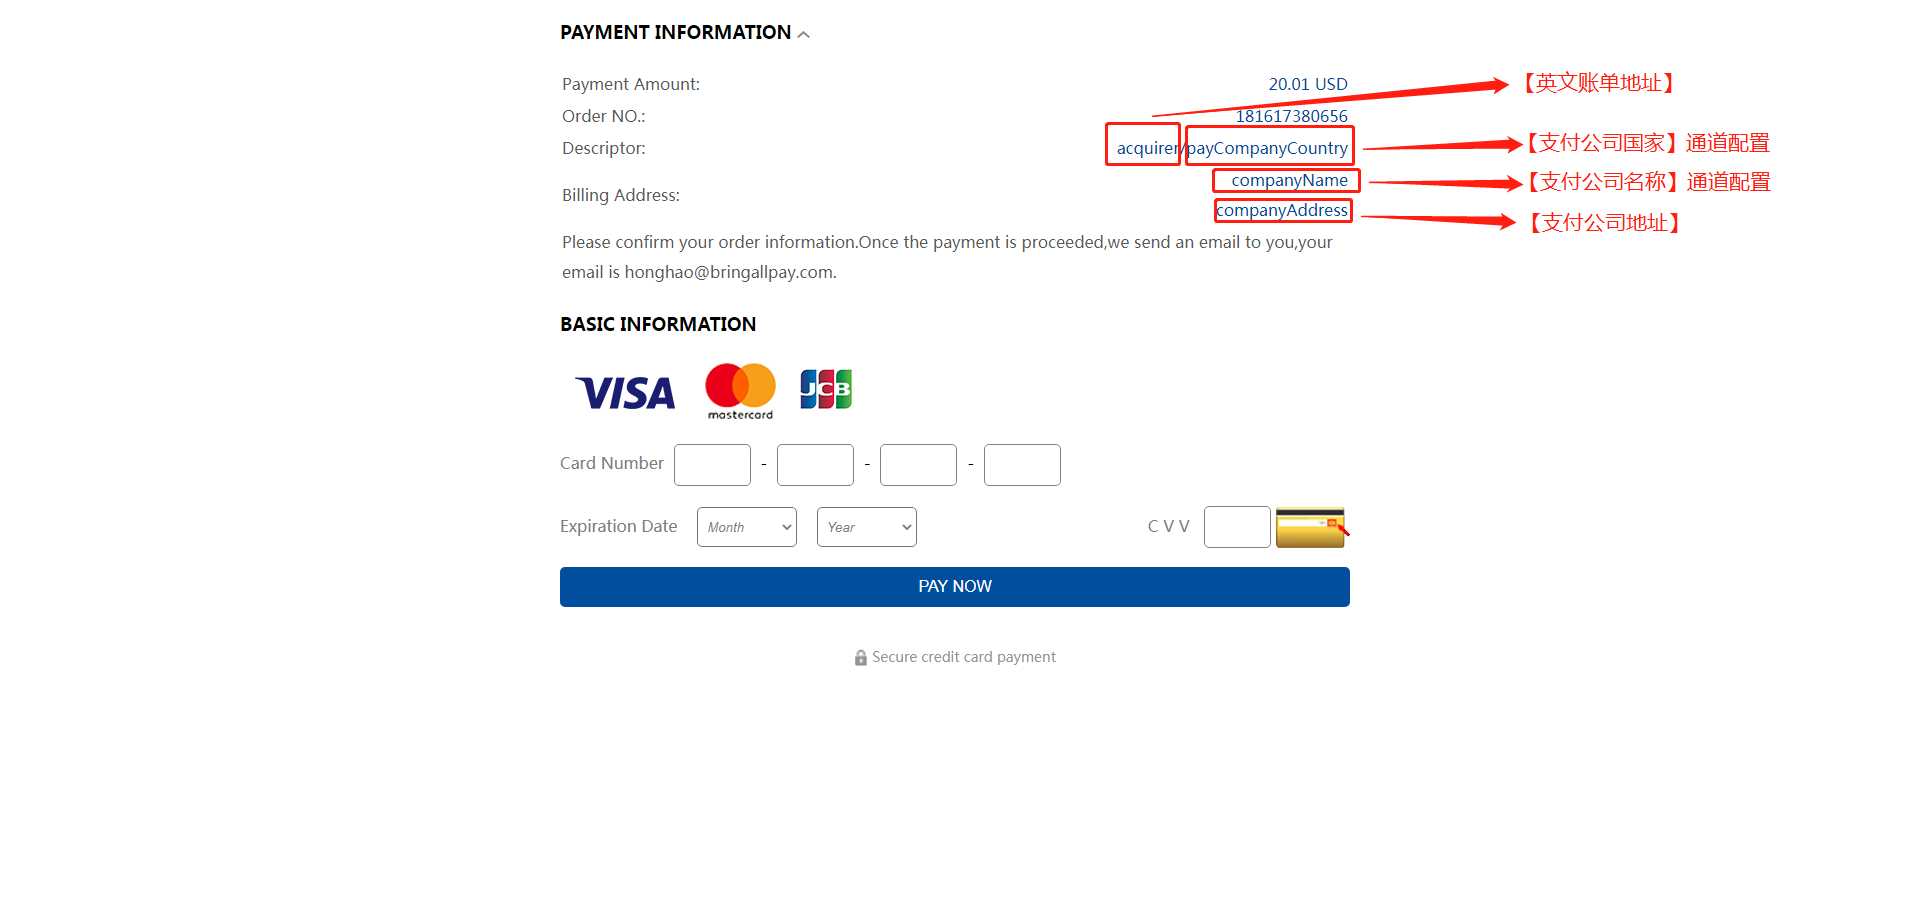 PAYMENT INFORMATION
Payment Amount: 20.01 USD 【英文账单地址】
Order NO.: 181617380656
Descriptor: acquirer/payCompanyCountry 【支付公司国家】通道配置
companyName 【支付公司名称】通道配置
Billing Address:
companyAddress 【支付公司地址】
Please confirm your order information.Once the payment is proceeded,we send an email to you,your
email is honghao@bringallpay.com.
BASIC INFORMATION
VISA mastercard JCB
Card Number - - -
Expiration Date Month Year CVV
PAY NOW
Secure credit card payment